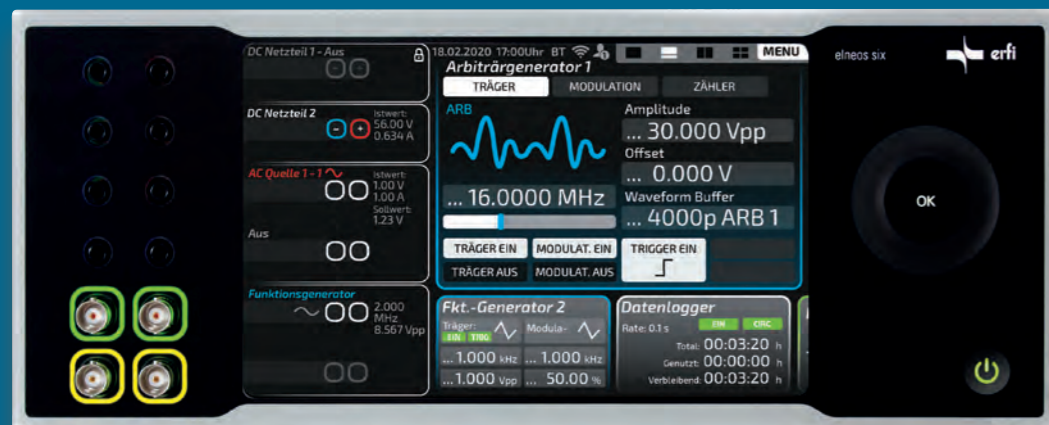 DC Netzteil 1 - Aus
DC Netzteil 2
Istwert:
56.00 V
0.634 A
AC Quelle 1 - 1
Istwert:
1.00 V
1.00 A
Sollwert:
1.23 V
Aus
Funktionsgenerator
2.000
MHz
8.567 Vpp
18.02.2020 17:00Uhr BT
MENU
Arbiträrgenerator 1
TRÄGER MODULATION ZÄHLER
ARB
Amplitude
... 30.000 Vpp
Offset
... 0.000 V
... 16.0000 MHz
Waveform Buffer
... 4000p ARB 1
TRÄGER EIN MODULAT. EIN TRIGGER EIN
TRÄGER AUS MODULAT. AUS
Fkt.-Generator 2
Träger: Modula-
EIN TRIG
... 1.000 kHz ... 1.000 kHz
... 1.000 Vpp ... 50.00 %
Datenlogger
Rate: 0.1 s EIN CIRC
Total: 00:03:20 h
Genutzt: 00:00:00 h
Verbleibend: 00:03:20 h
elneos six
erfi
OK